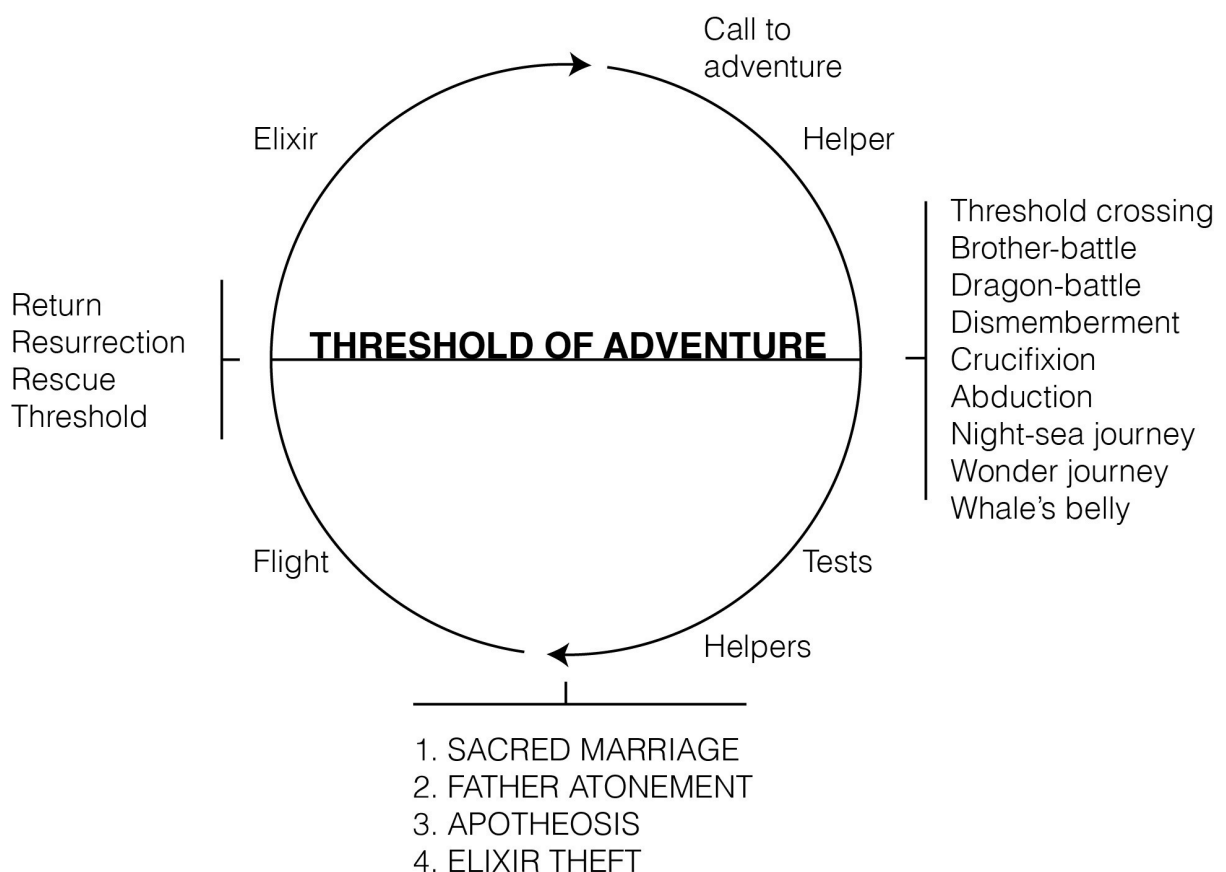 Call to
adventure
Helper
Elixir
Threshold crossing
Brother-battle
Dragon-battle
Dismemberment
Crucifixion
Abduction
Night-sea journey
Wonder journey
Whale's belly
THRESHOLD OF ADVENTURE
Return
Resurrection
Rescue
Threshold
Flight
Tests
Helpers
1. SACRED MARRIAGE
2. FATHER ATONEMENT
3. APOTHEOSIS
4. ELIXIR THEFT